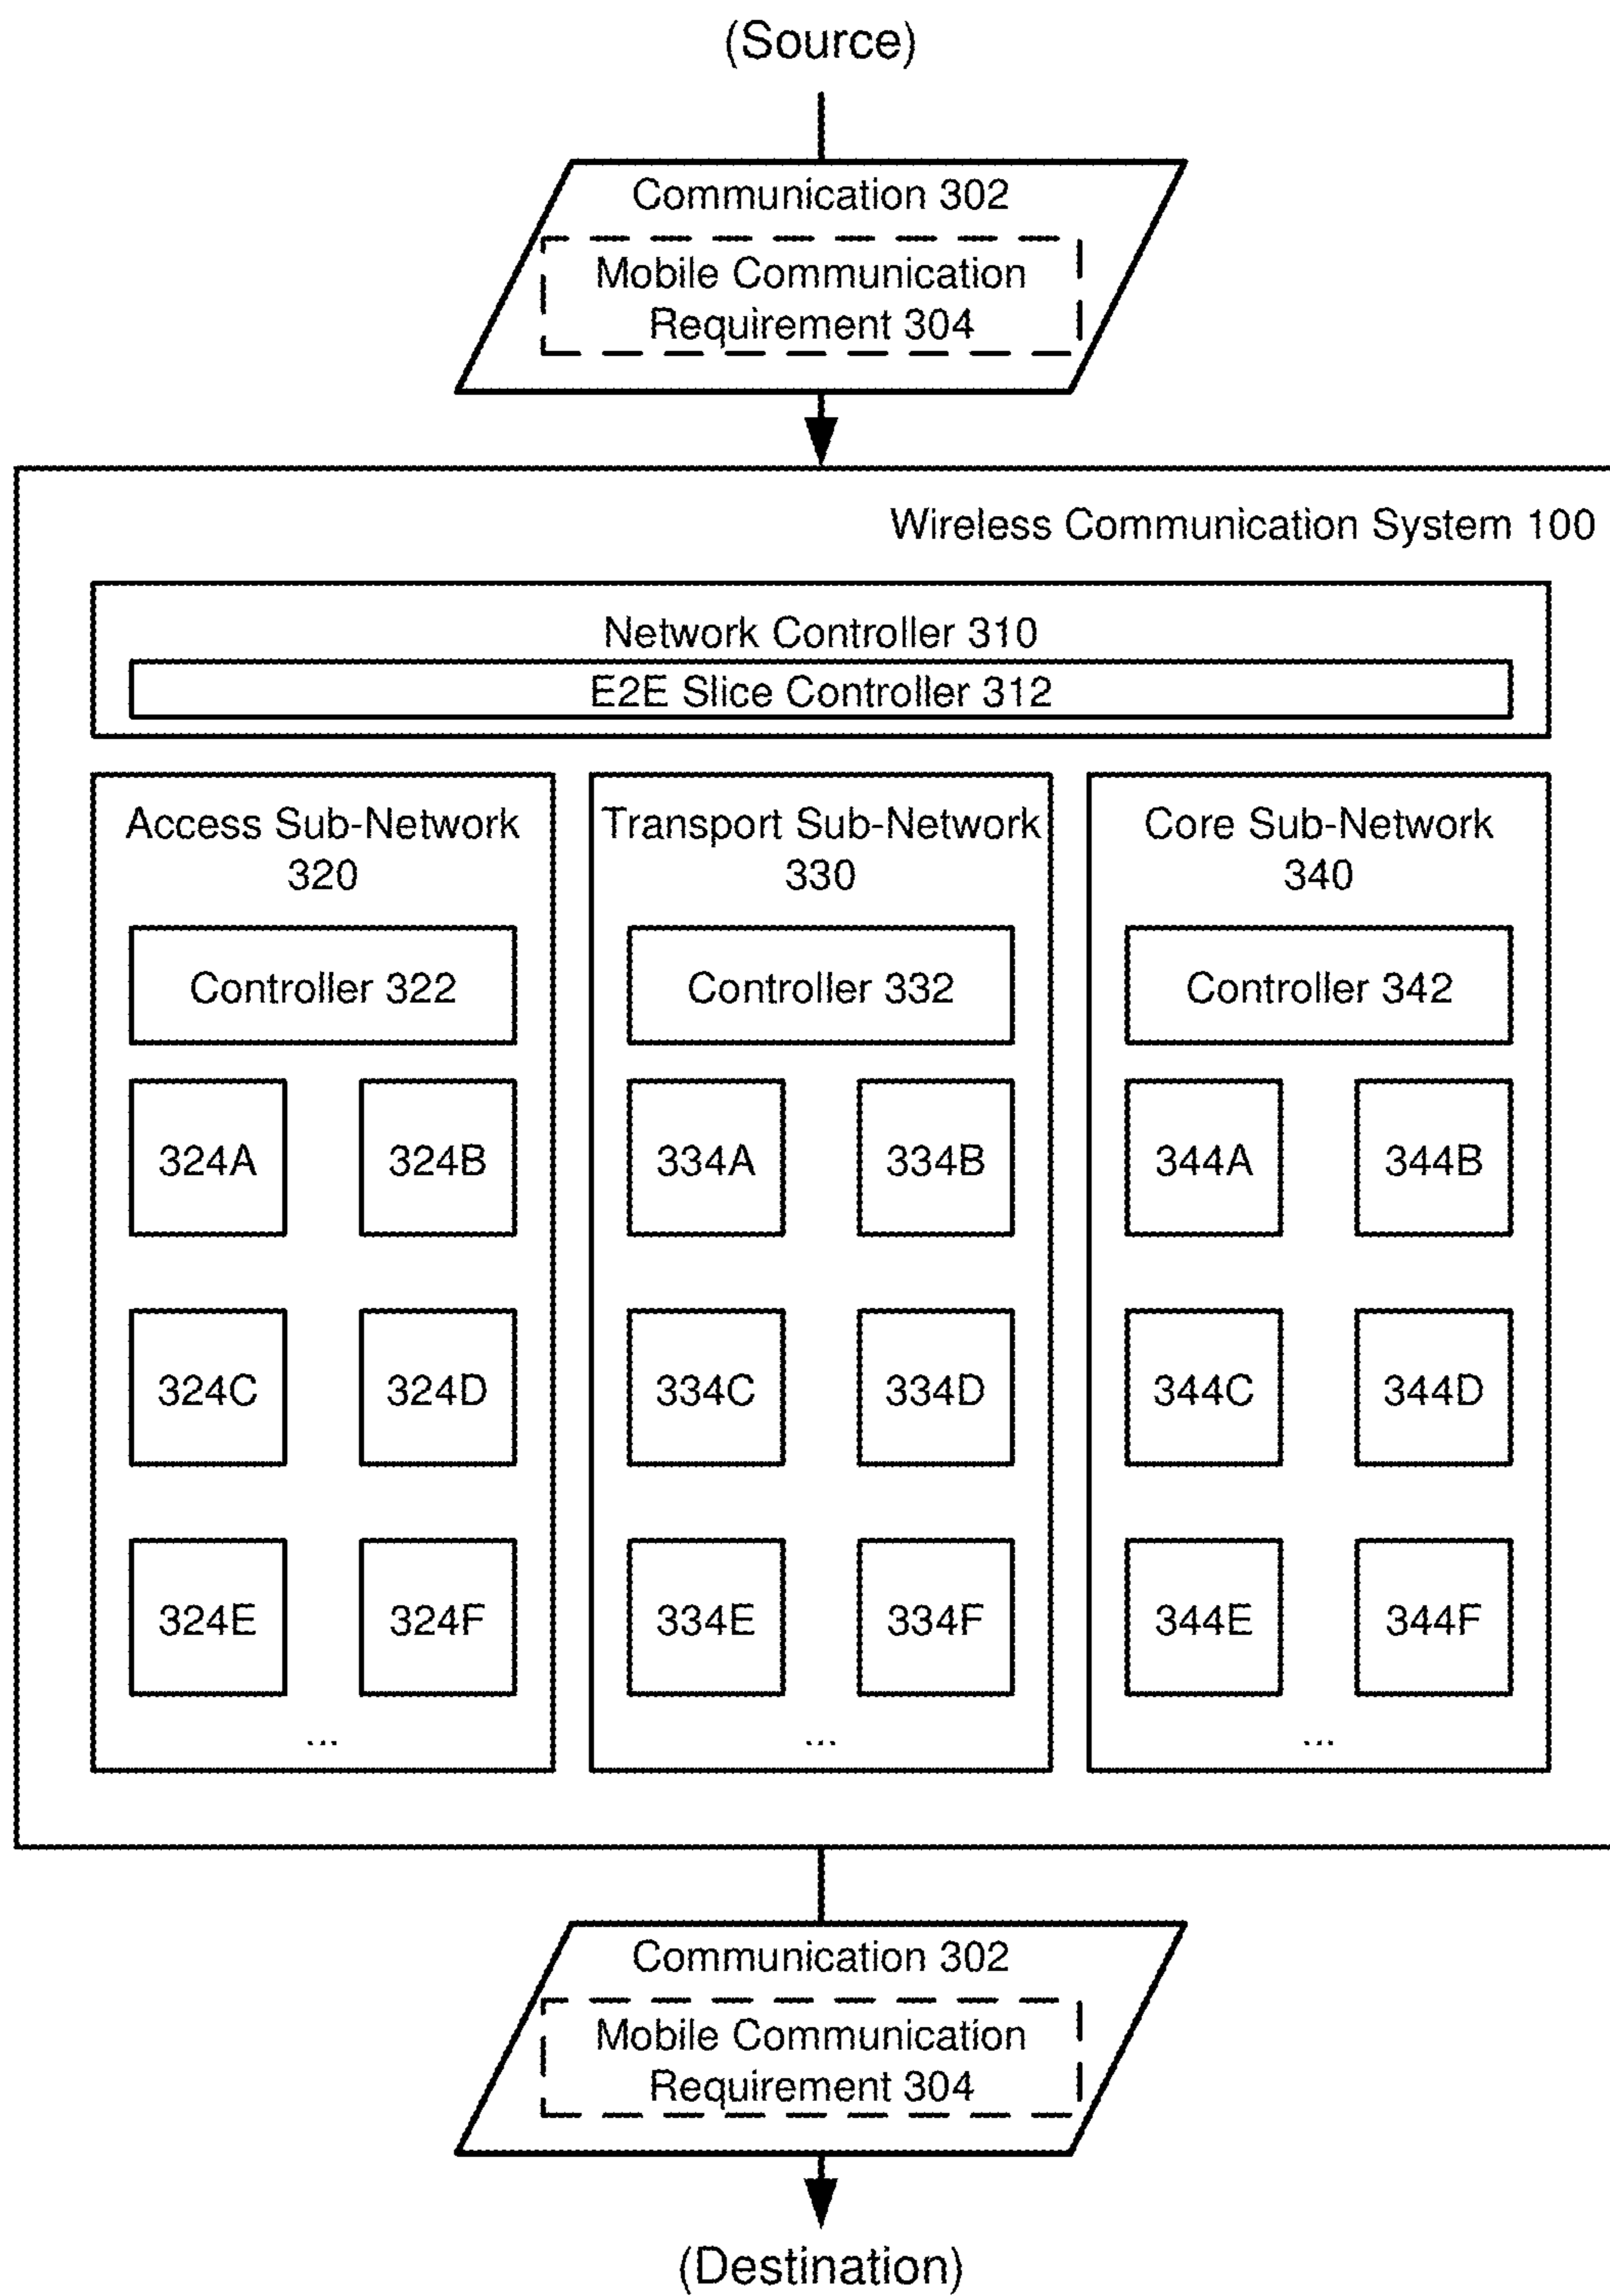 (Source)
Communication 302
Mobile Communication
Requirement 304
Wireless Communication System 100
Network Controller 310
E2E Slice Controller 312
Access Sub-Network
320
Controller 322
324A 324B
324C 324D
324E 324F
...
Transport Sub-Network
330
Controller 332
334A 334B
334C 334D
334E 334F
...
Core Sub-Network
340
Controller 342
344A 344B
344C 344D
344E 344F
...
Communication 302
Mobile Communication
Requirement 304
(Destination)